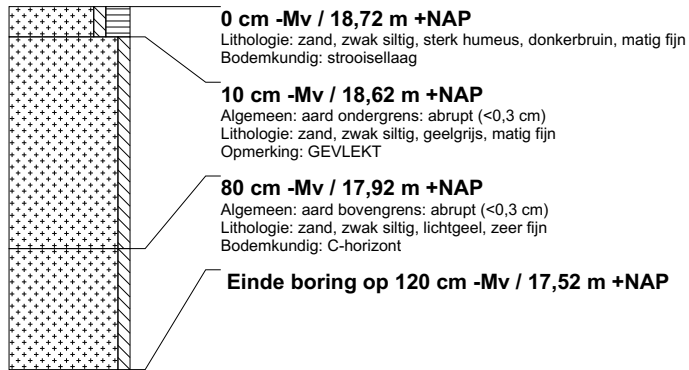 0 cm -Mv / 18,72 m +NAP
Lithologie: zand, zwak siltig, sterk humeus, donkerbruin, matig fijn
Bodemkundig: strooisellaag
10 cm -Mv / 18,62 m +NAP
Algemeen: aard ondergrens: abrupt (<0,3 cm)
Lithologie: zand, zwak siltig, geelgrijs, matig fijn
Opmerking: GEVLEKT
80 cm -Mv / 17,92 m +NAP
Algemeen: aard bovengrens: abrupt (<0,3 cm)
Lithologie: zand, zwak siltig, lichtgeel, zeer fijn
Bodemkundig: C-horizont
Einde boring op 120 cm -Mv / 17,52 m +NAP